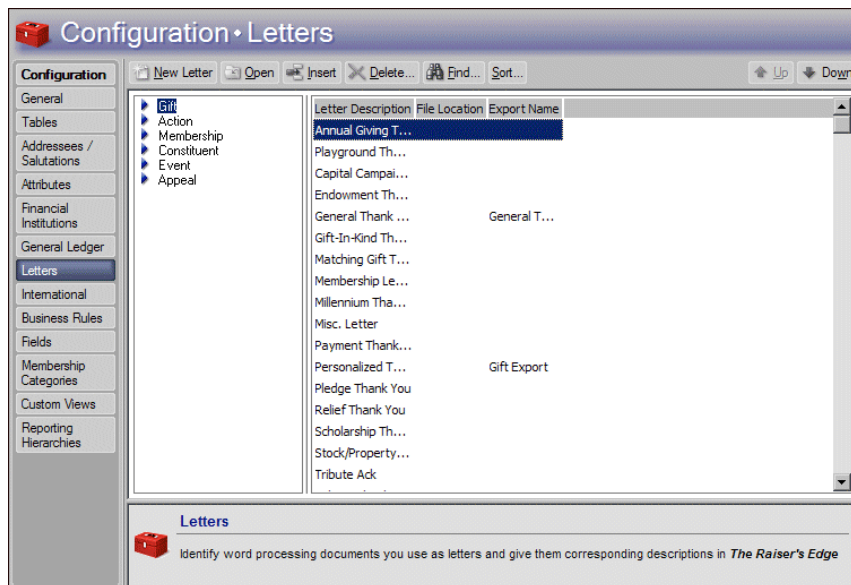 Configuration • Letters
Configuration
General
Tables
Addressees /
Salutations
Attributes
Financial
Institutions
General Ledger
Letters
International
Business Rules
Fields
Membership
Categories
Custom Views
Reporting
Hierarchies
New Letter Open Insert Delete... Find... Sort... Up Down
Gift
Action
Membership
Constituent
Event
Appeal
Letter Description File Location Export Name
Annual Giving T...
Playground Th...
Capital Campai...
Endowment Th...
General Thank ... General T...
Gift-In-Kind Th...
Matching Gift T...
Membership Le...
Millennium Tha...
Misc. Letter
Payment Thank...
Personalized T... Gift Export
Pledge Thank You
Relief Thank You
Scholarship Th...
Stock/Property...
Tribute Ack
Letters
Identify word processing documents you use as letters and give them corresponding descriptions in The Raiser's Edge